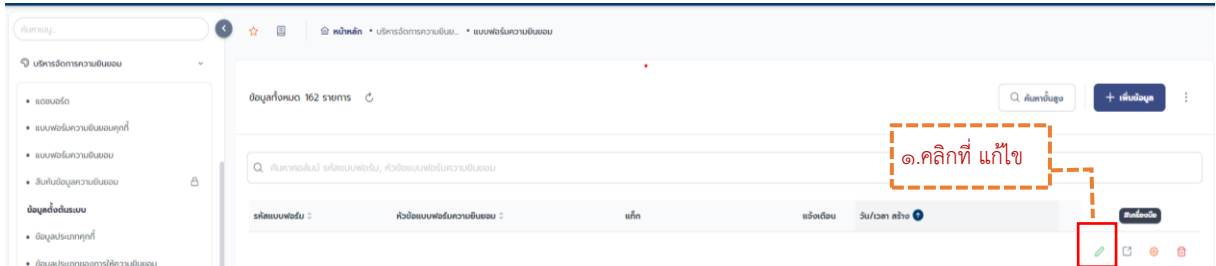 ค้นหาเมนู..
หน้าหลัก • บริหารจัดการความยินย.. • แบบฟอร์มความยินยอม
บริหารจัดการความยินยอม
• แดชบอร์ด
• แบบฟอร์มความยินยอมคุกกี้
• แบบฟอร์มความยินยอม
• สืบค้นข้อมูลความยินยอม
ข้อมูลตั้งต้นระบบ
• ข้อมูลประเภทคุกกี้
• ข้อมูลประเภทของการให้ความยินยอม
ข้อมูลทั้งหมด 162 รายการ
ค้นหาขั้นสูง
+ เพิ่มข้อมูล
ค้นหาคอลัมน์ รหัสแบบฟอร์ม, หัวข้อแบบฟอร์มความยินยอม
๑.คลิกที่ แก้ไข
รหัสแบบฟอร์ม หัวข้อแบบฟอร์มความยินยอม แท็ก แจ้งเตือน วัน/เวลา สร้าง เครื่องมือ